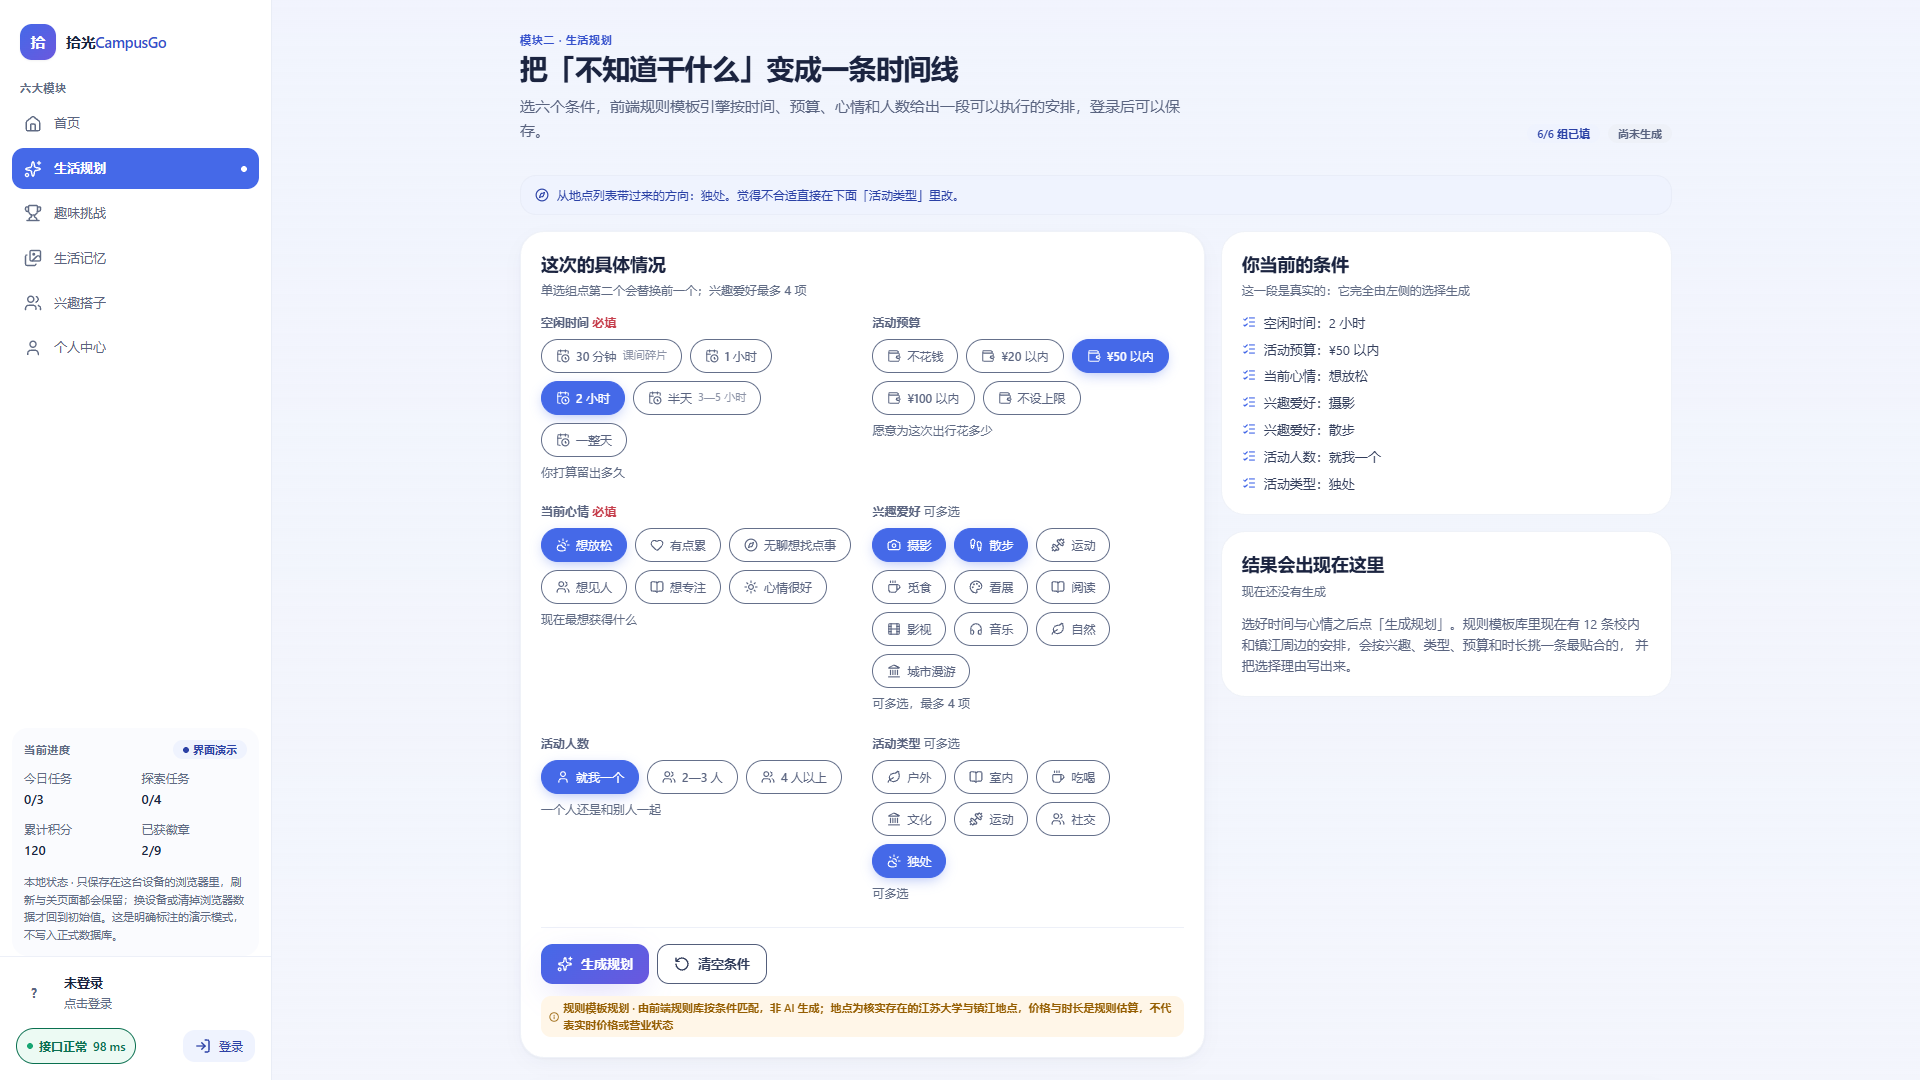 拾 拾光CampusGo
六大模块
首页
生活规划
趣味挑战
生活记忆
兴趣搭子
个人中心
当前进度 界面演示
今日任务 探索任务
0/3 0/4
累计积分 已获徽章
120 2/9
本地状态 · 只保存在这台设备的浏览器里，刷
新与关页面都会保留；换设备或清掉浏览器数
据才回到初始值。这是明确标注的演示模式，
不写入正式数据库。
? 未登录
点击登录
接口正常 98 ms 登录
模块二 · 生活规划
把「不知道干什么」变成一条时间线
选六个条件，前端规则模板引擎按时间、预算、心情和人数给出一段可以执行的安排，登录后可以保
存。
6/6 组已填 尚未生成
从地点列表带过来的方向：独处。觉得不合适直接在下面「活动类型」里改。
这次的具体情况
单选组点第二个会替换前一个；兴趣爱好最多 4 项
空闲时间 必填
30 分钟 课间碎片 1 小时
2 小时 半天 3—5 小时
一整天
你打算留出多久
活动预算
不花钱 ¥20 以内 ¥50 以内
¥100 以内 不设上限
愿意为这次出行花多少
当前心情 必填
想放松 有点累 无聊想找点事
想见人 想专注 心情很好
现在最想获得什么
兴趣爱好 可多选
摄影 散步 运动
觅食 看展 阅读
影视 音乐 自然
城市漫游
可多选，最多 4 项
活动人数
就我一个 2—3 人 4 人以上
一个人还是和别人一起
活动类型 可多选
户外 室内 吃喝
文化 运动 社交
独处
可多选
生成规划 清空条件
规则模板规划 · 由前端规则库按条件匹配，非 AI 生成；地点为核实存在的江苏大学与镇江地点，价格与时长是规则估算，不代
表实时价格或营业状态
你当前的条件
这一段是真实的：它完全由左侧的选择生成
空闲时间：2 小时
活动预算：¥50 以内
当前心情：想放松
兴趣爱好：摄影
兴趣爱好：散步
活动人数：就我一个
活动类型：独处
结果会出现在这里
现在还没有生成
选好时间与心情之后点「生成规划」。规则模板库里现在有 12 条校内
和镇江周边的安排，会按兴趣、类型、预算和时长挑一条最贴合的， 并
把选择理由写出来。